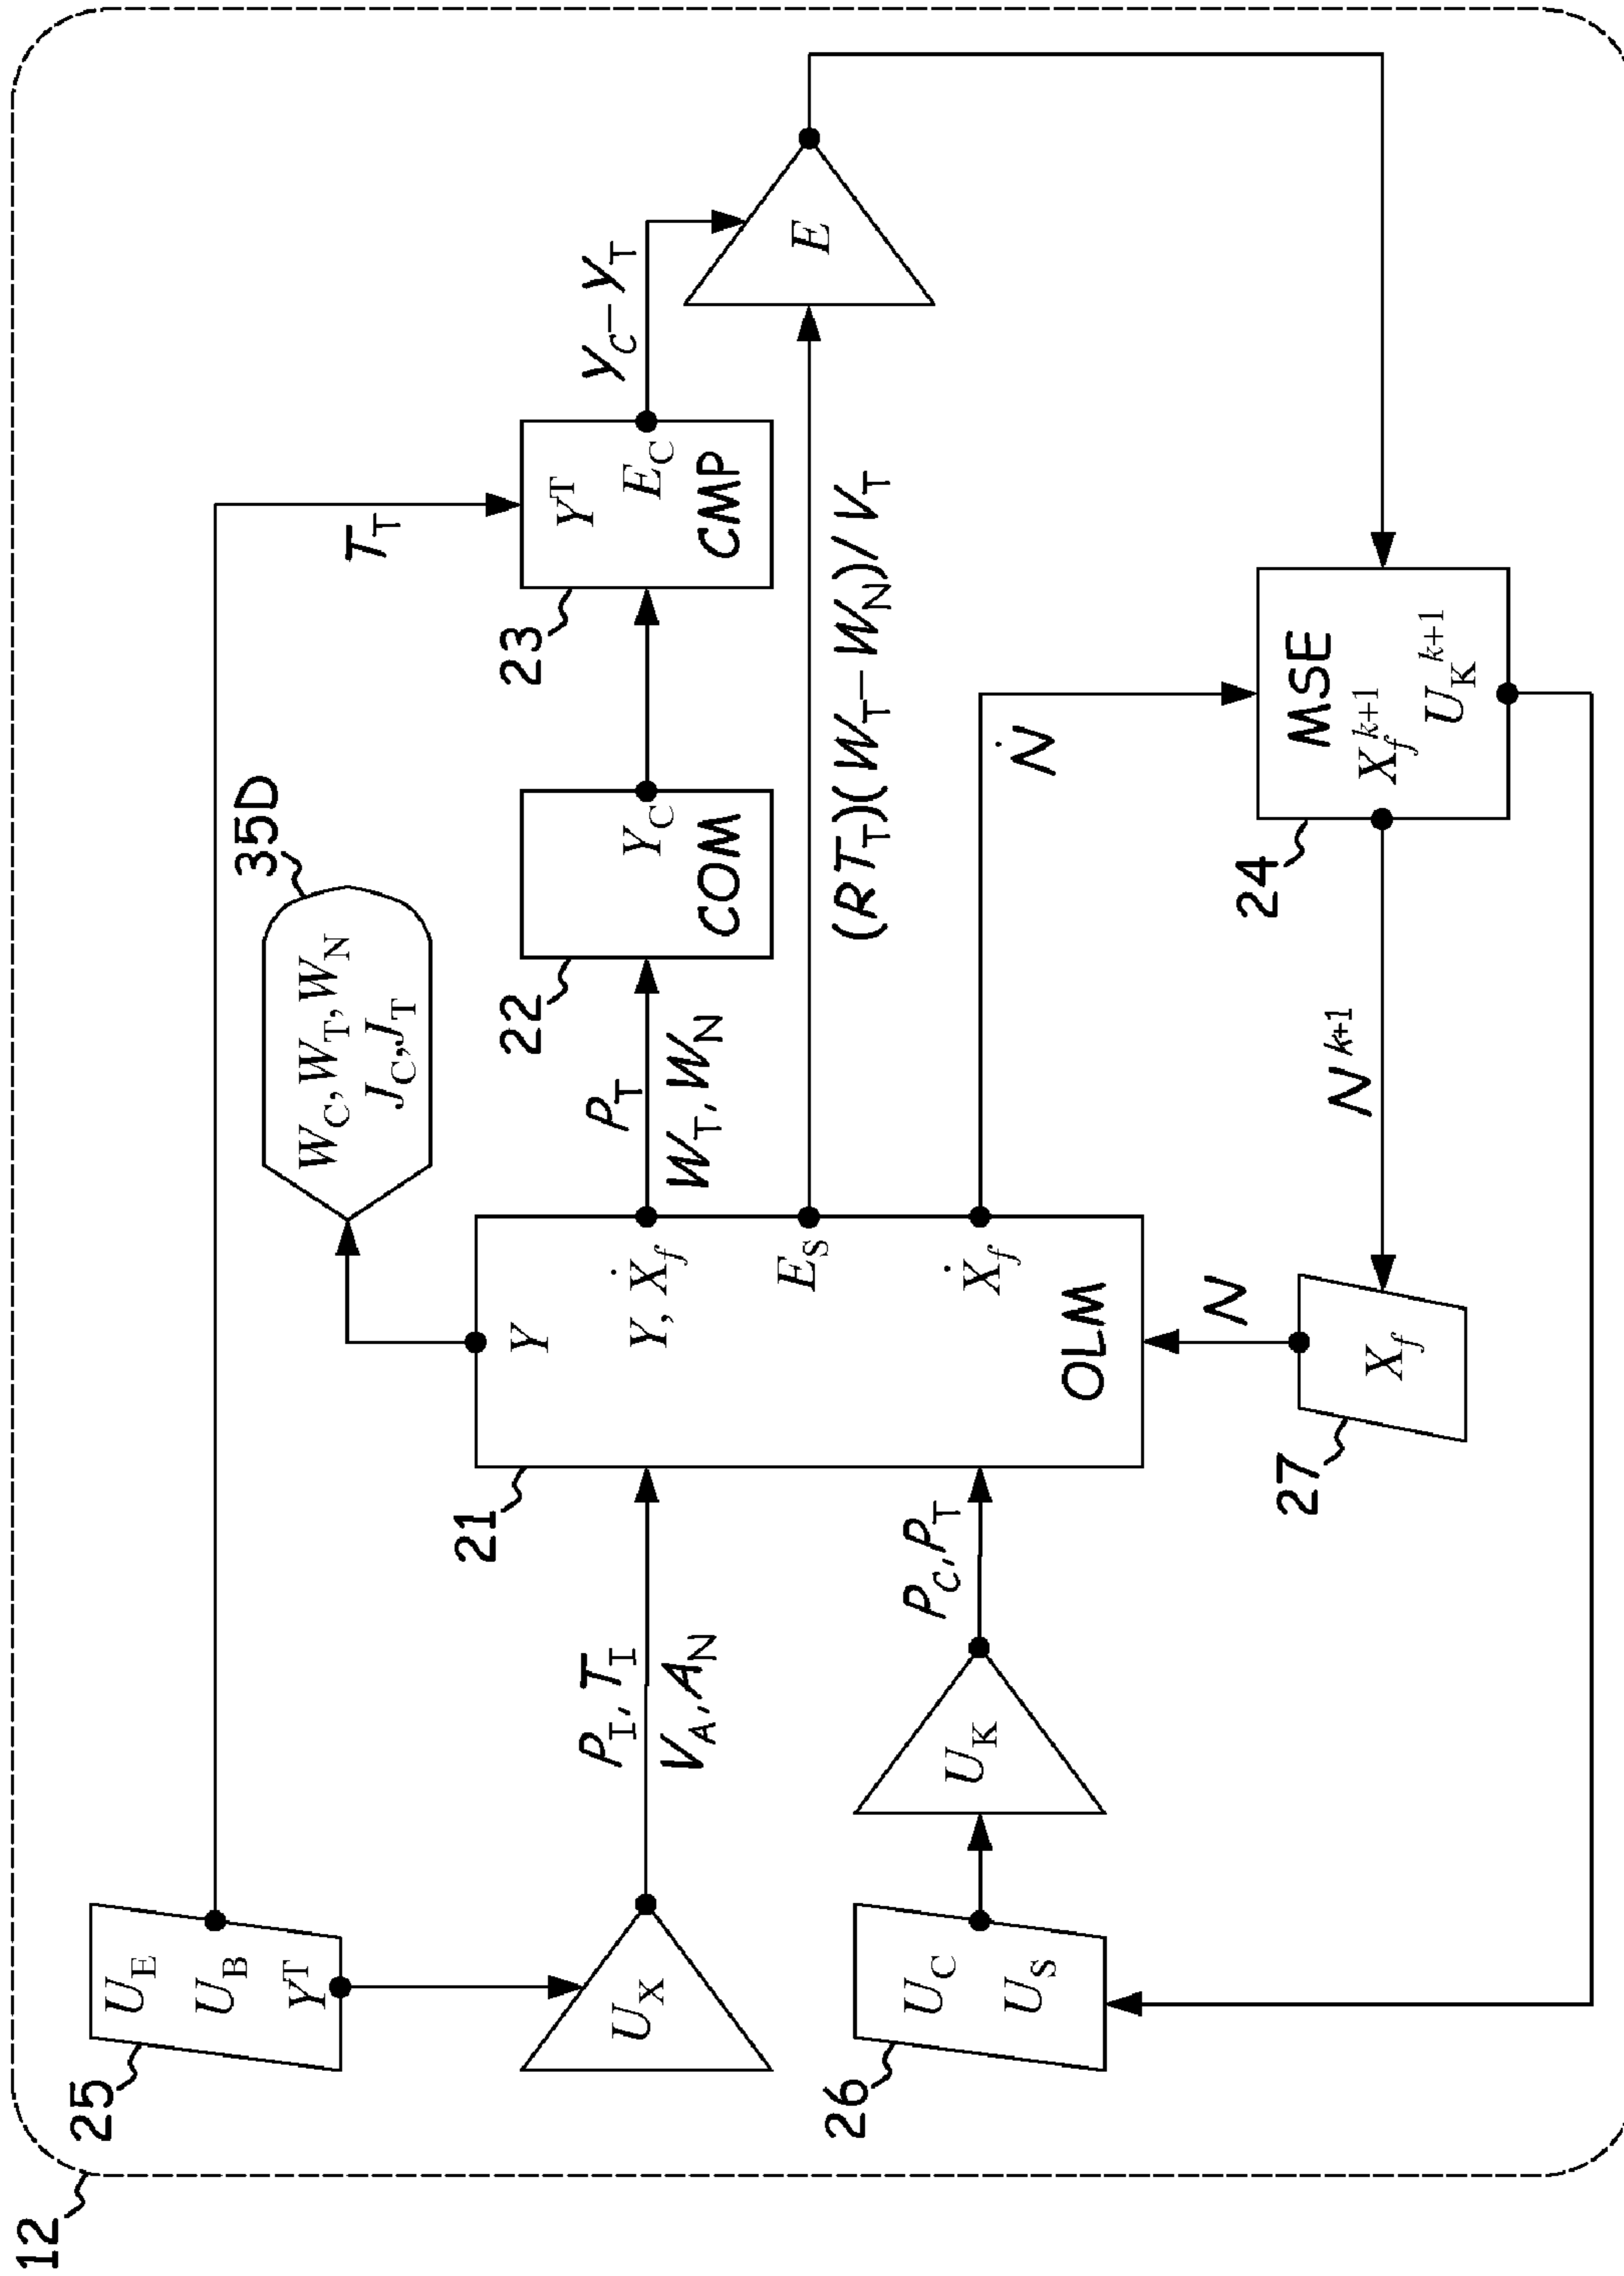 12
25
U_E
U_B
Y^T
T_T
35D
W_C, W_T, W_N
J_C, J_T
U_X
P_I, T_I
V_A, A_N
21
Y
Y, Ẋ_f
E_S
Ẋ_f
OLM
P_T
W_T, W_N
22
Y_C
COM
23
Y^T
E_C
CMP
Y_C-Y_T
E
(RT_T)(W_T-W_N)/V_T
26
U_C
U_S
U_K
P_C, P_T
27
X_f
N
Ṅ
N^k+1
24
MSE
X_f^k+1
U_K^k+1